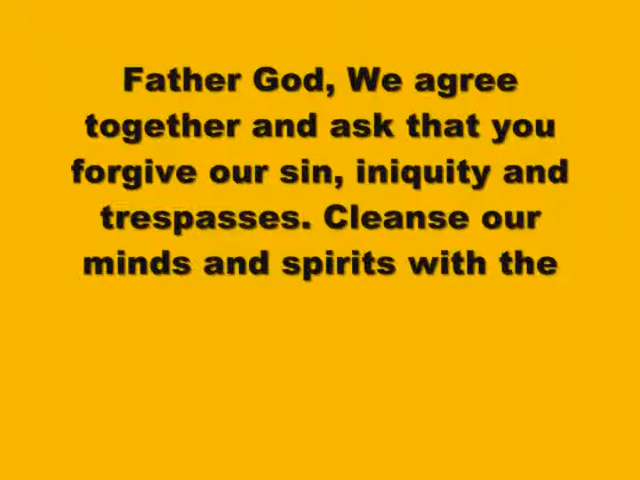 Father God, We agree
together and ask that you
forgive our sin, iniquity and
trespasses. Cleanse our
minds and spirits with the